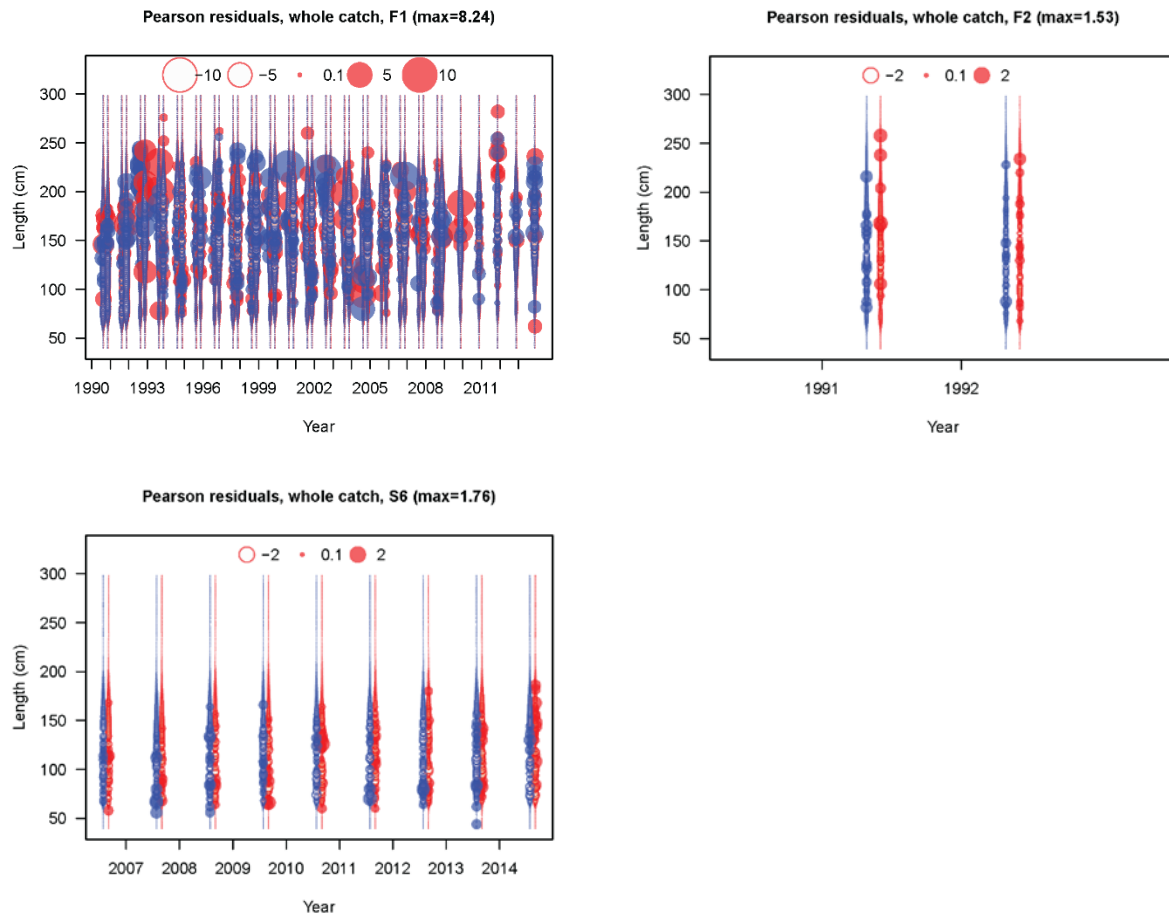 Pearson residuals, whole catch, F1 (max=8.24)
−10 −5 0.1 5 10
300
250
200
150
100
50
Length (cm)
1990 1993 1996 1999 2002 2005 2008 2011
Year
Pearson residuals, whole catch, F2 (max=1.53)
−2 0.1 2
300
250
200
150
100
50
Length (cm)
1991 1992
Year
Pearson residuals, whole catch, S6 (max=1.76)
−2 0.1 2
300
250
200
150
100
50
Length (cm)
2007 2008 2009 2010 2011 2012 2013 2014
Year